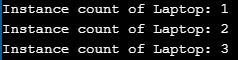 Instance count of Laptop: 1
Instance count of Laptop: 2
Instance count of Laptop: 3